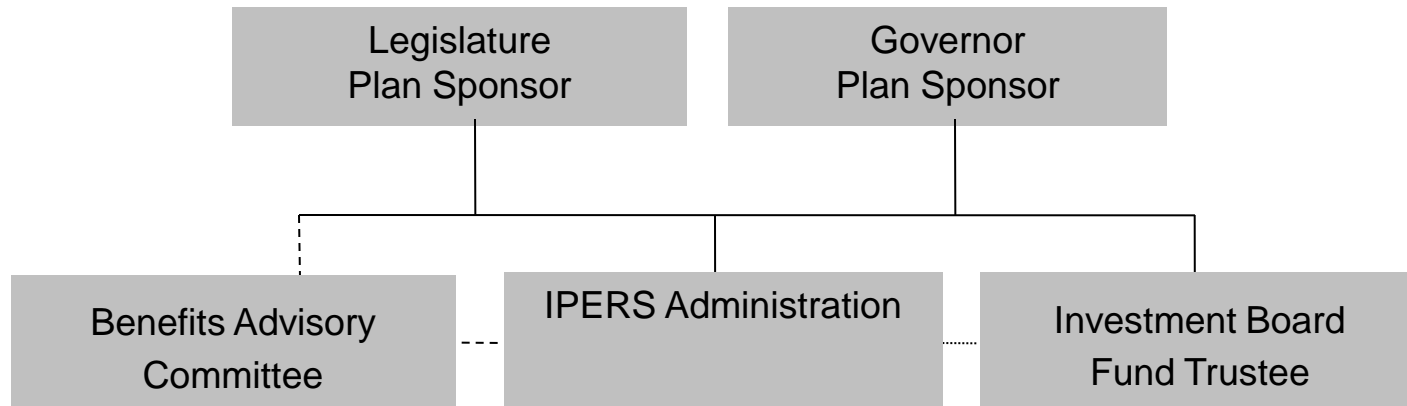 Legislature
Plan Sponsor
Governor
Plan Sponsor
Benefits Advisory
Committee
IPERS Administration
Investment Board
Fund Trustee